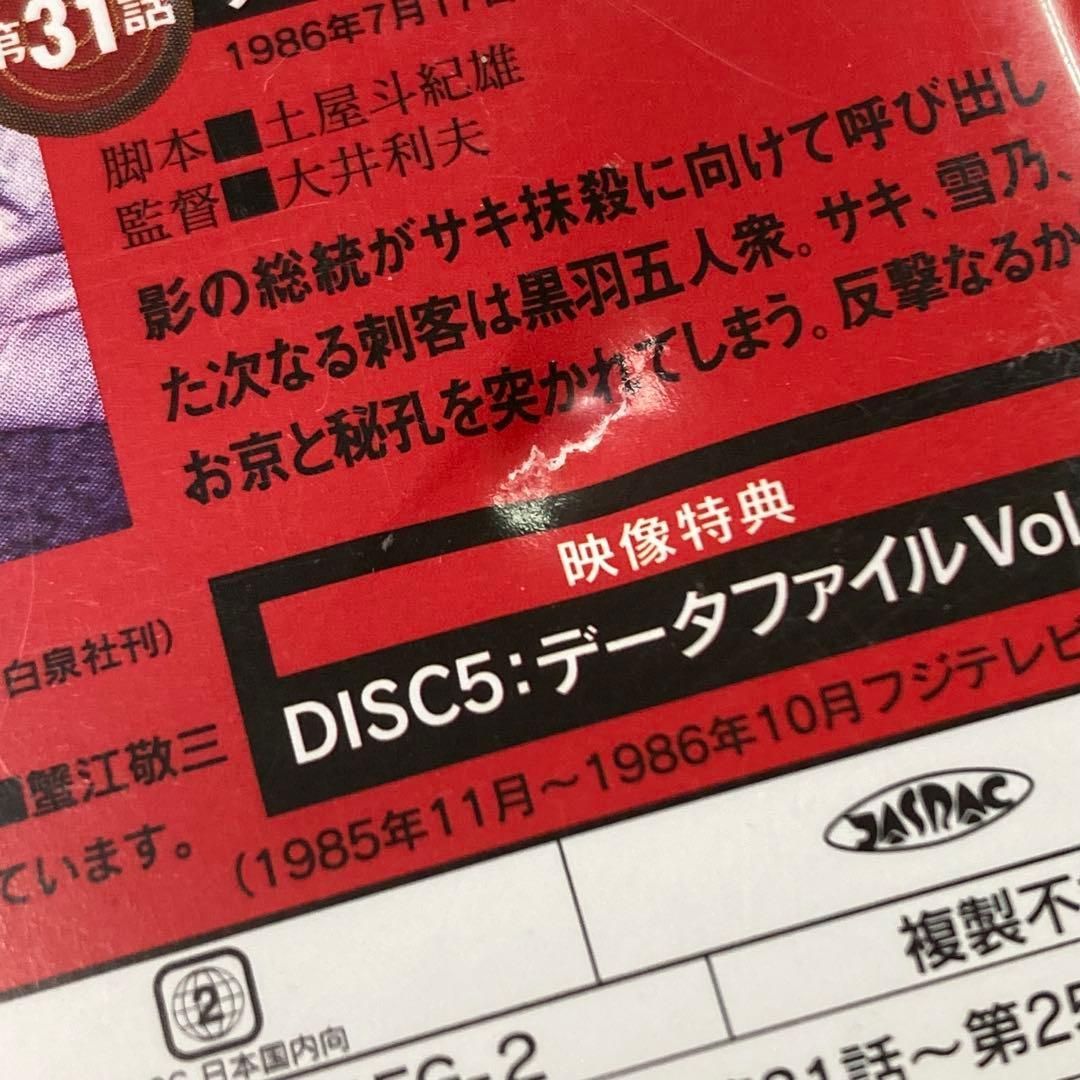 第31話
1986年7月17日
脚本■土屋斗紀雄
監督■大井利夫
影の総統がサキ抹殺に向けて呼び出し
た次なる刺客は黒羽五人衆。サキ、雪乃、
お京と秘孔を突かれてしまう。反撃なるか
映像特典
DISC5:データファイル Vol
白泉社刊)
■蟹江敬三
ています。
(1985年11月~1986年10月フジテレビ
JASRAC
複製不
2
日本国内向
-2
1話~第25